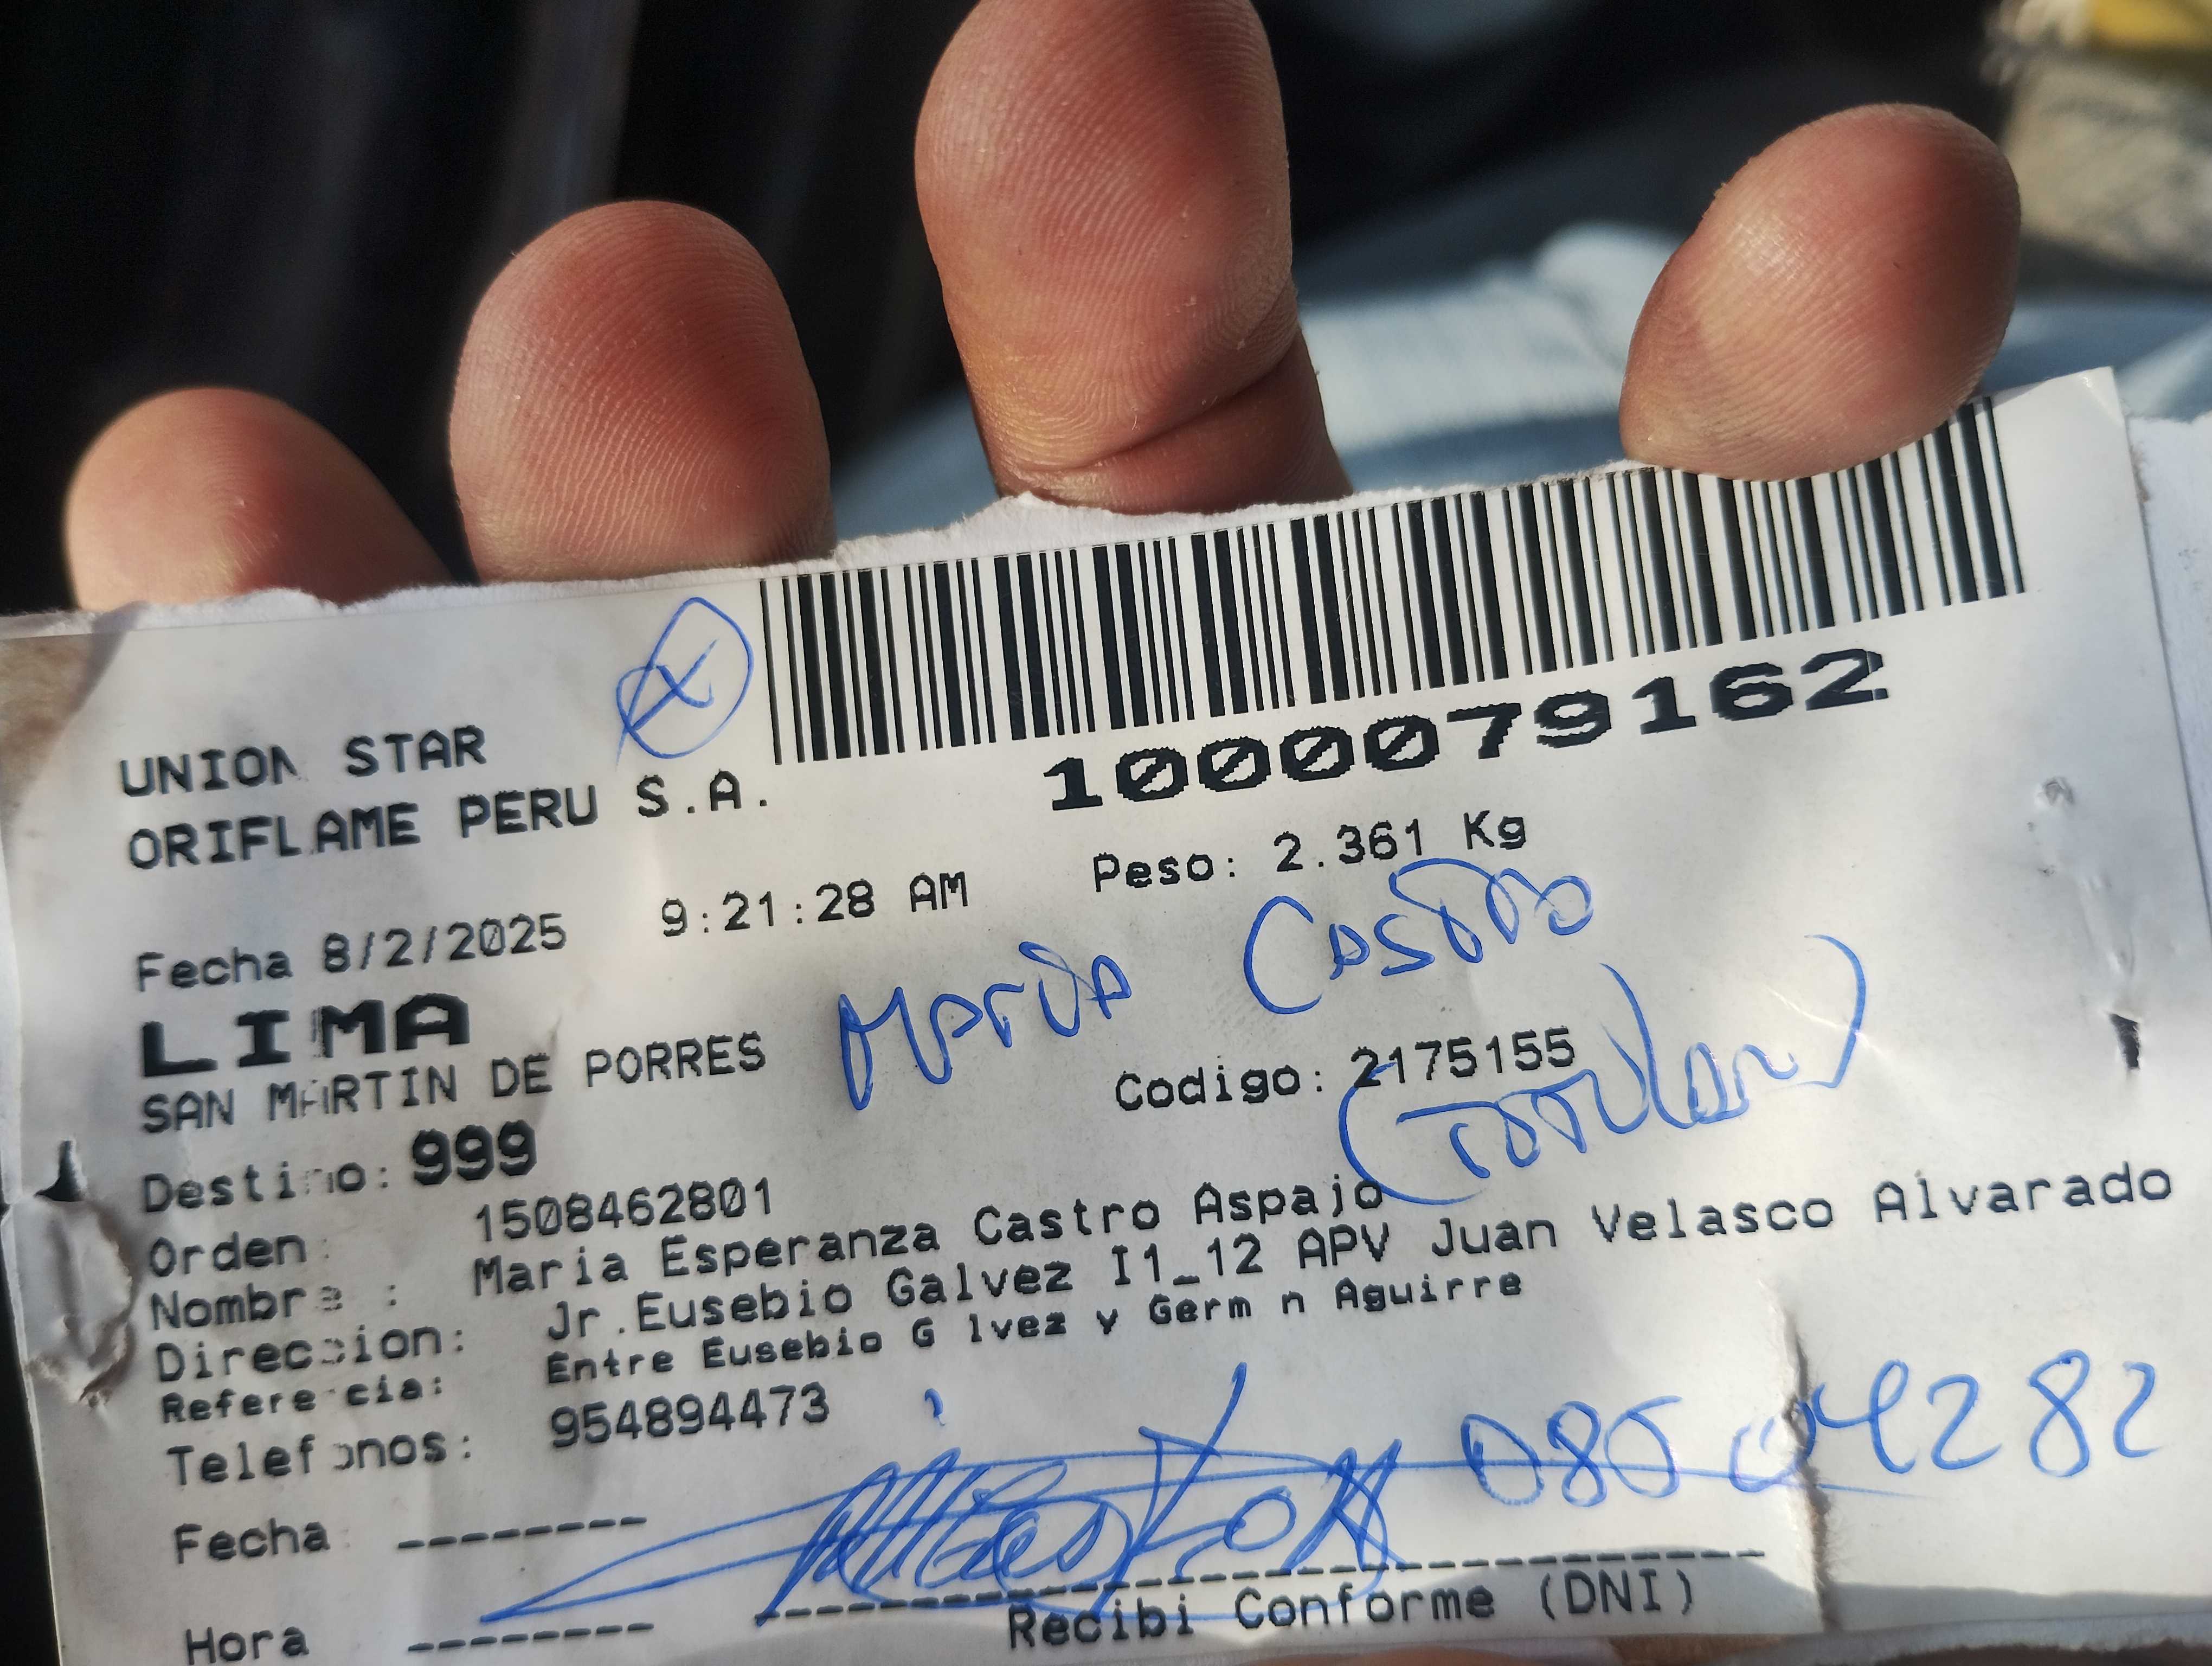 UNION STAR
ORIFLAME PERU S.A.
1000079162
Fecha 8/2/2025 9:21:28 AM Peso: 2.361 Kg
LIMA
Maria Castro
SAN MARTIN DE PORRES
Codigo: 2175155
(Titular)
Destino: 999
Orden: 1508462801
Nombre : Maria Esperanza Castro Aspajo
Direccion: Jr.Eusebio Galvez I1_12 APV Juan Velasco Alvarado
Referencia: Entre Eusebio G lvez y Germ n Aguirre
Telefonos: 954894473
Fecha --------
Hora --------
Recibi Conforme (DNI)